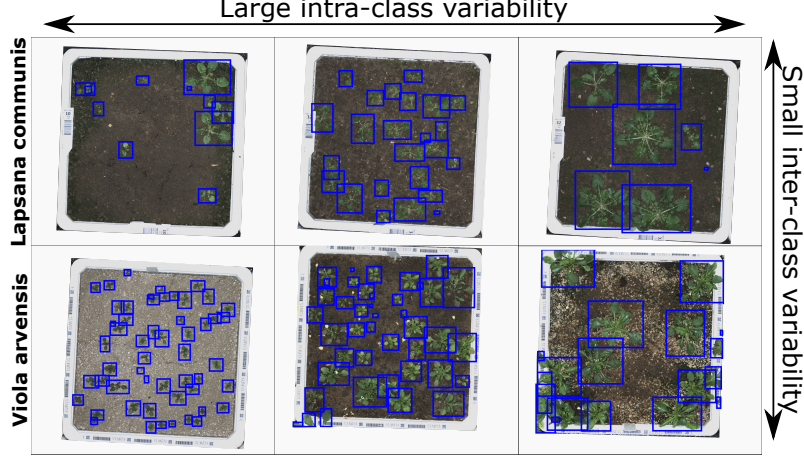 Large intra-class variability
Lapsana communis
Viola arvensis
Small inter-class variability